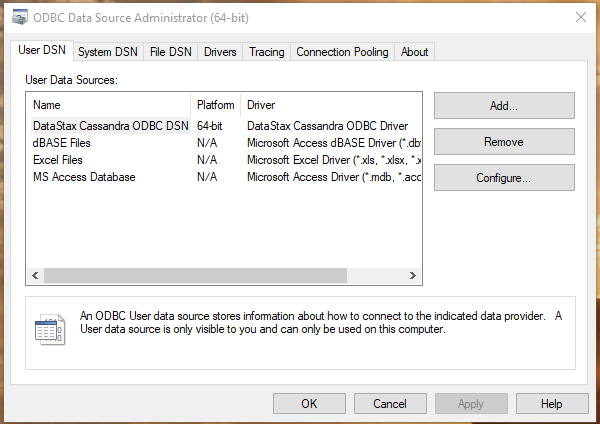 ODBC Data Source Administrator (64-bit)
User DSN System DSN File DSN Drivers Tracing Connection Pooling About
User Data Sources:
Name Platform Driver
DataStax Cassandra ODBC DSN 64-bit DataStax Cassandra ODBC Driver
dBASE Files N/A Microsoft Access dBASE Driver (*.db
Excel Files N/A Microsoft Excel Driver (*.xls, *.xlsx, *.x
MS Access Database N/A Microsoft Access Driver (*.mdb, *.acc
Add...
Remove
Configure...
An ODBC User data source stores information about how to connect to the indicated data provider. A
User data source is only visible to you and can only be used on this computer.
OK Cancel Apply Help